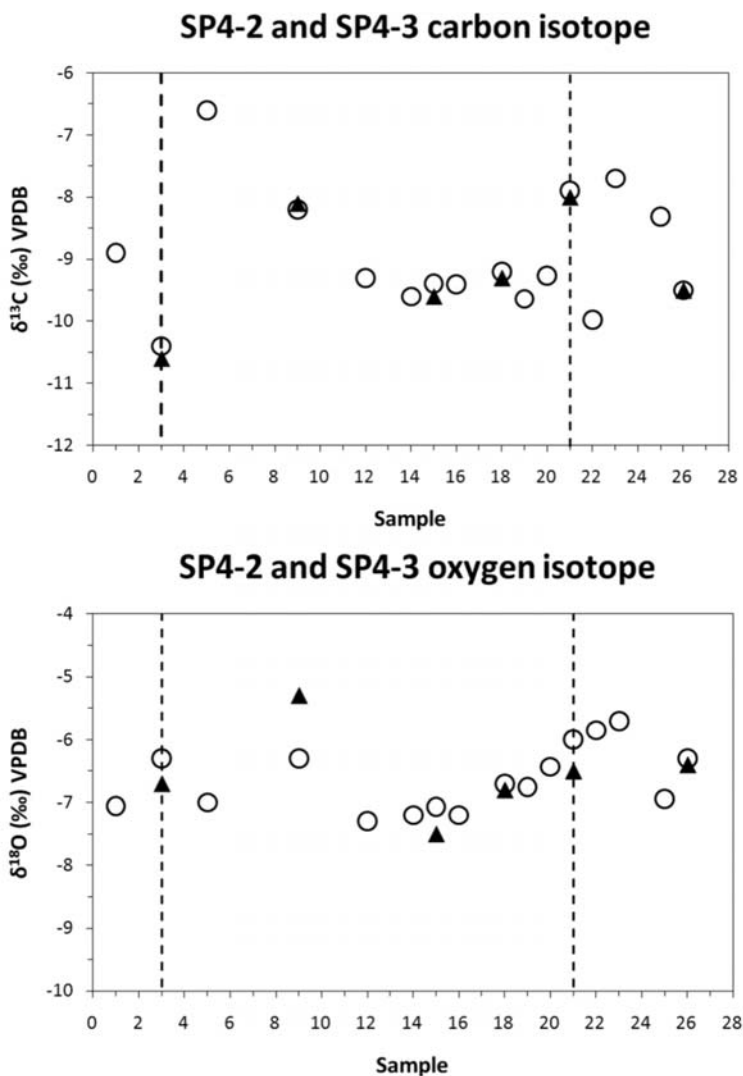 SP4-2 and SP4-3 carbon isotope
-6
-7
-8
-9
-10
-11
-12
δ¹³C (‰) VPDB
0 2 4 6 8 10 12 14 16 18 20 22 24 26 28
Sample
SP4-2 and SP4-3 oxygen isotope
-4
-5
-6
-7
-8
-9
-10
δ¹⁸O (‰) VPDB
0 2 4 6 8 10 12 14 16 18 20 22 24 26 28
Sample